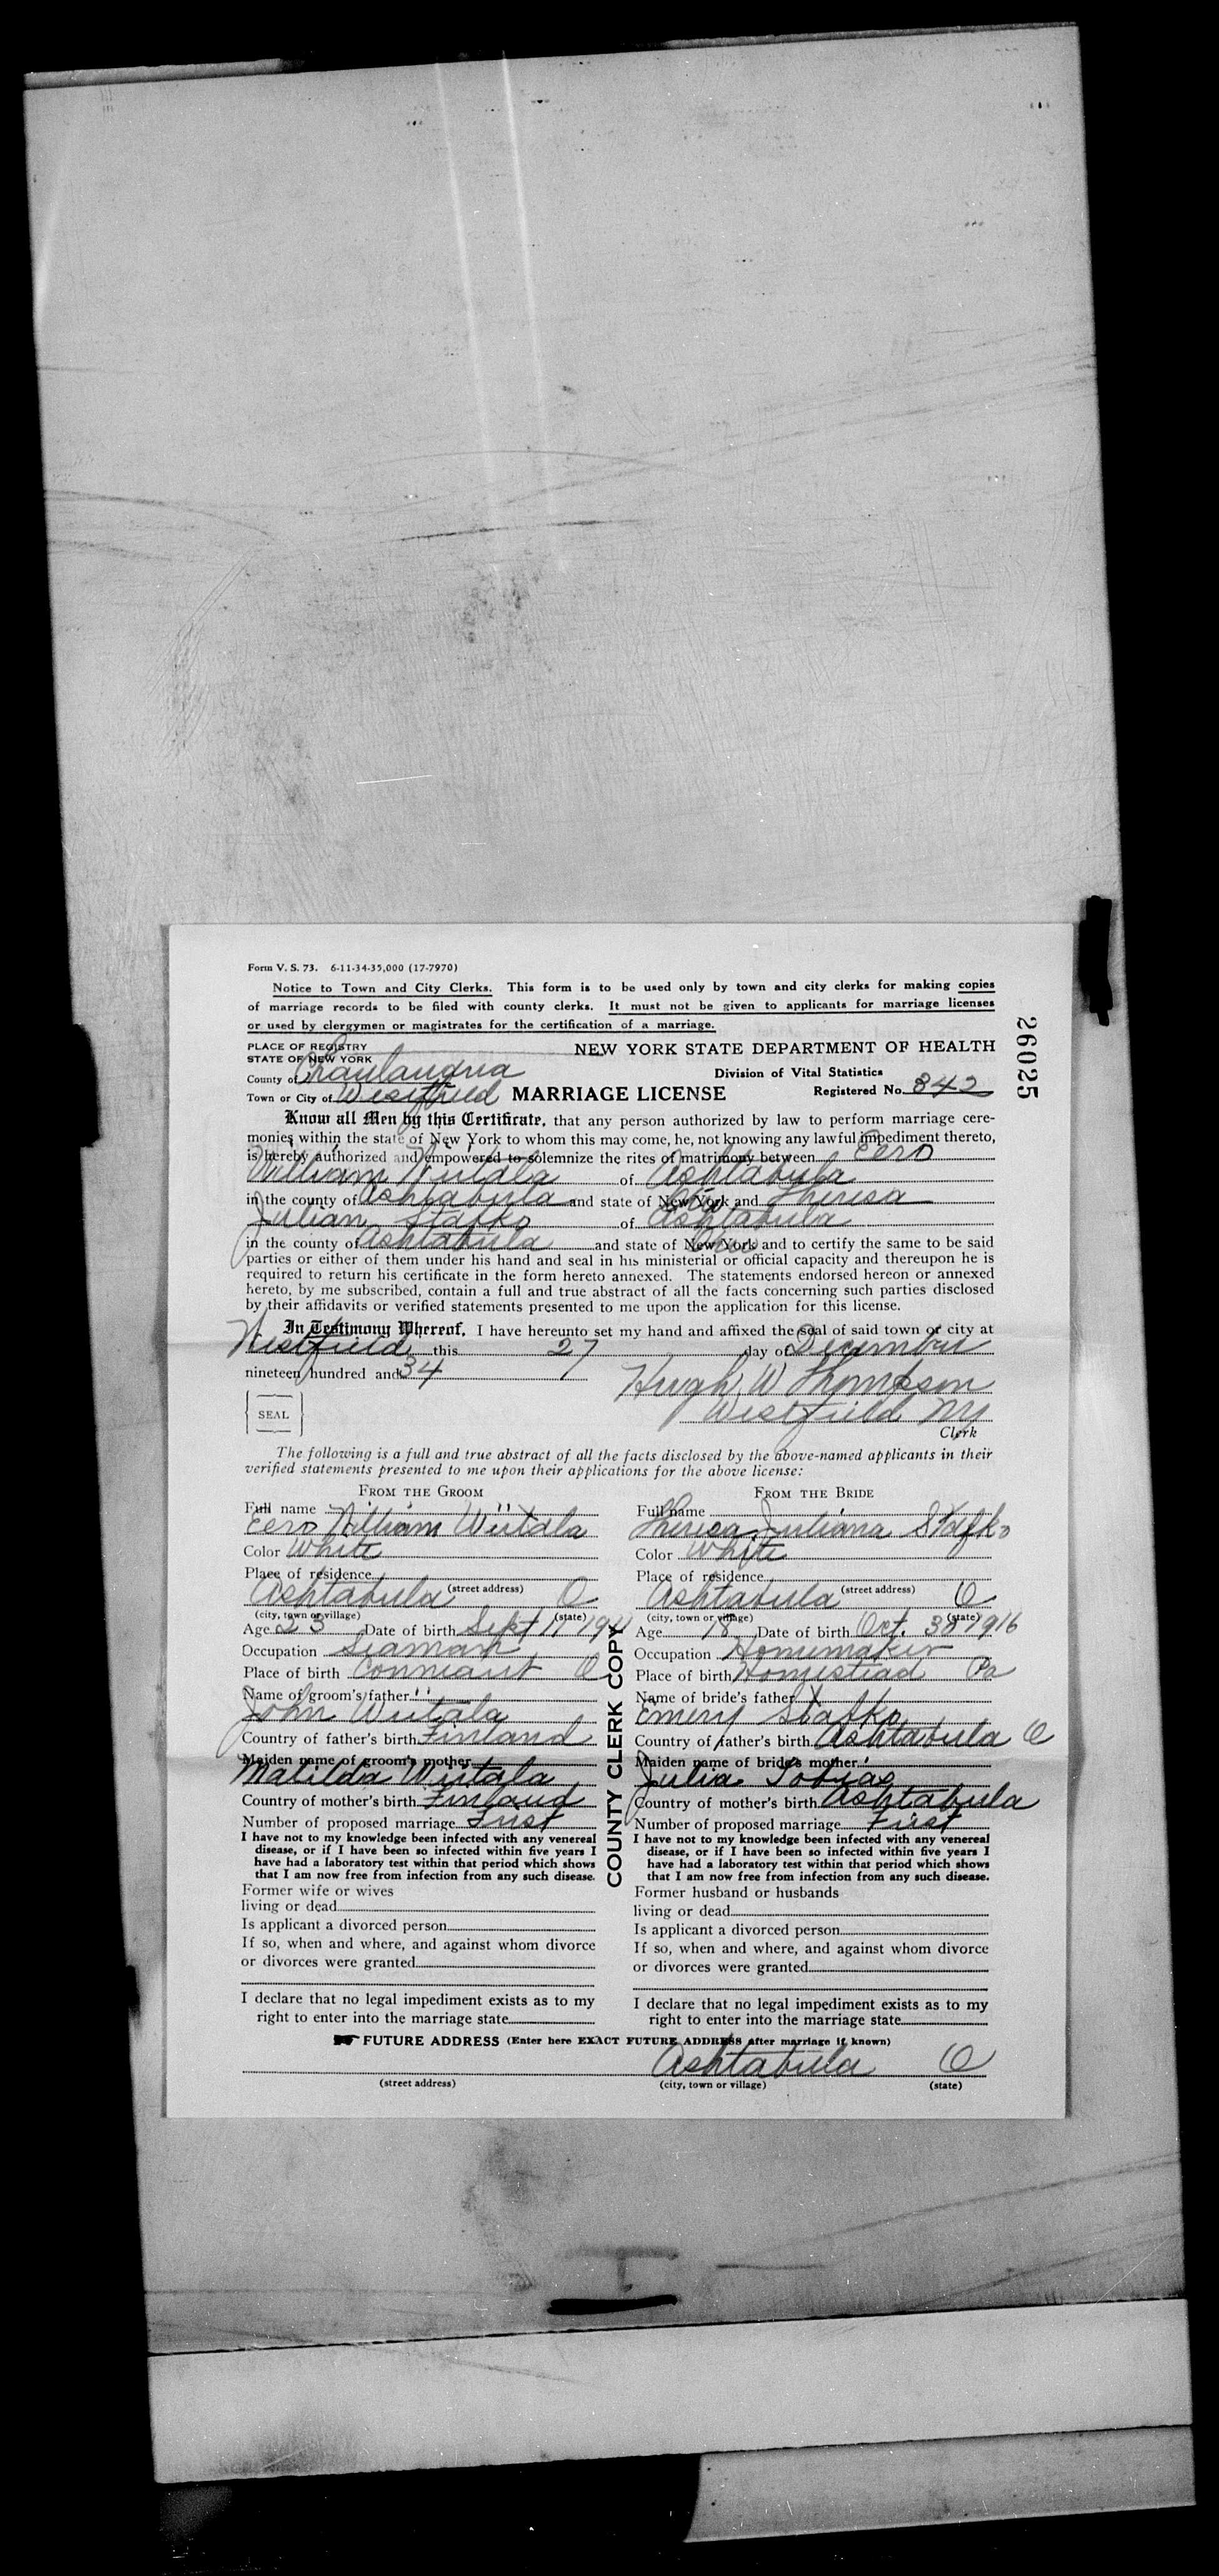 Form V. S. 73. 6-11-34-35,000 (17-7970)
Notice to Town and City Clerks. This form is to be used only by town and city clerks for making copies
of marriage records to be filed with county clerks. It must not be given to applicants for marriage licenses
or used by clergymen or magistrates for the certification of a marriage.
26025
PLACE OF REGISTRY
STATE OF NEW YORK
NEW YORK STATE DEPARTMENT OF HEALTH
County of Chautauqua
Division of Vital Statistics
Town or City of Westfield MARRIAGE LICENSE Registered No. 342
Know all Men by this Certificate, that any person authorized by law to perform marriage cere-
monies within the state of New York to whom this may come, he, not knowing any lawful impediment thereto,
is hereby authorized and empowered to solemnize the rites of matrimony between Eero
William Wiitala of Ashtabula
in the county of Ashtabula and state of New York and Theresa
Julian Stafko of Ashtabula
in the county of Ashtabula and state of New York Ohio and to certify the same to be said
parties or either of them under his hand and seal in his ministerial or official capacity and thereupon he is
required to return his certificate in the form hereto annexed. The statements endorsed hereon or annexed
hereto, by me subscribed, contain a full and true abstract of all the facts concerning such parties disclosed
by their affidavits or verified statements presented to me upon the application for this license.
In Testimony Whereof, I have hereunto set my hand and affixed the seal of said town or city at
Westfield this 27 day of December
nineteen hundred and 34
Hugh W Thompson
SEAL
Westfield NY
Clerk
The following is a full and true abstract of all the facts disclosed by the above-named applicants in their
verified statements presented to me upon their applications for the above license:
FROM THE GROOM
Full name
Eero William Wiitala
Color White
Place of residence
(street address)
Ashtabula O
(city, town or village) (state)
Age 23 Date of birth Sept 17
Occupation Seaman
Place of birth Conneaut O
Name of groom's father
John Wiitala
Country of father's birth Finland
Maiden name of groom's mother
Matilda Wiitala
Country of mother's birth Finland
Number of proposed marriage First
I have not to my knowledge been infected with any venereal
disease, or if I have been so infected within five years I
have had a laboratory test within that period which shows
that I am now free from infection from any such disease.
Former wife or wives
living or dead
Is applicant a divorced person
If so, when and where, and against whom divorce
or divorces were granted
I declare that no legal impediment exists as to my
right to enter into the marriage state
COUNTY CLERK COPY
FROM THE BRIDE
Full name
Theresa Juliana Stafko
Color White
Place of residence
(street address)
Ashtabula O
(city, town or village) (state)
Age 18 Date of birth Oct. 30 1916
Occupation Homemaker
Place of birth Homestead Pa
Name of bride's father
Emery Stafko
Country of father's birth Ashtabula O
Maiden name of bride's mother
Julia Tobias
Country of mother's birth Ashtabula
Number of proposed marriage First
I have not to my knowledge been infected with any venereal
disease, or if I have been so infected within five years I
have had a laboratory test within that period which shows
that I am now free from infection from any such disease.
Former husband or husbands
living or dead
Is applicant a divorced person
If so, when and where, and against whom divorce
or divorces were granted
I declare that no legal impediment exists as to my
right to enter into the marriage state
FUTURE ADDRESS (Enter here EXACT FUTURE ADDRESS after marriage if known)
Ashtabula O
(street address) (city, town or village) (state)